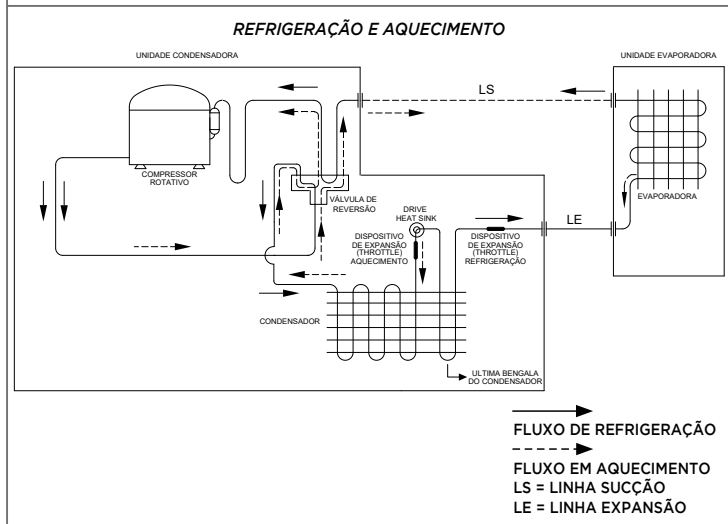 REFRIGERAÇÃO E AQUECIMENTO
UNIDADE CONDENSADORA
UNIDADE EVAPORADORA
LS
COMPRESSOR
ROTATIVO
VÁLVULA DE
REVERSÃO
EVAPORADORA
DRIVE
HEAT SINK
LE
DISPOSITIVO
DE EXPANSÃO
(THROTTLE)
AQUECIMENTO
DISPOSITIVO
DE EXPANSÃO
(THROTTLE)
REFRIGERAÇÃO
CONDENSADOR
ULTIMA BENGALA
DO CONDENSADOR
FLUXO DE REFRIGERAÇÃO
FLUXO EM AQUECIMENTO
LS = LINHA SUCÇÃO
LE = LINHA EXPANSÃO